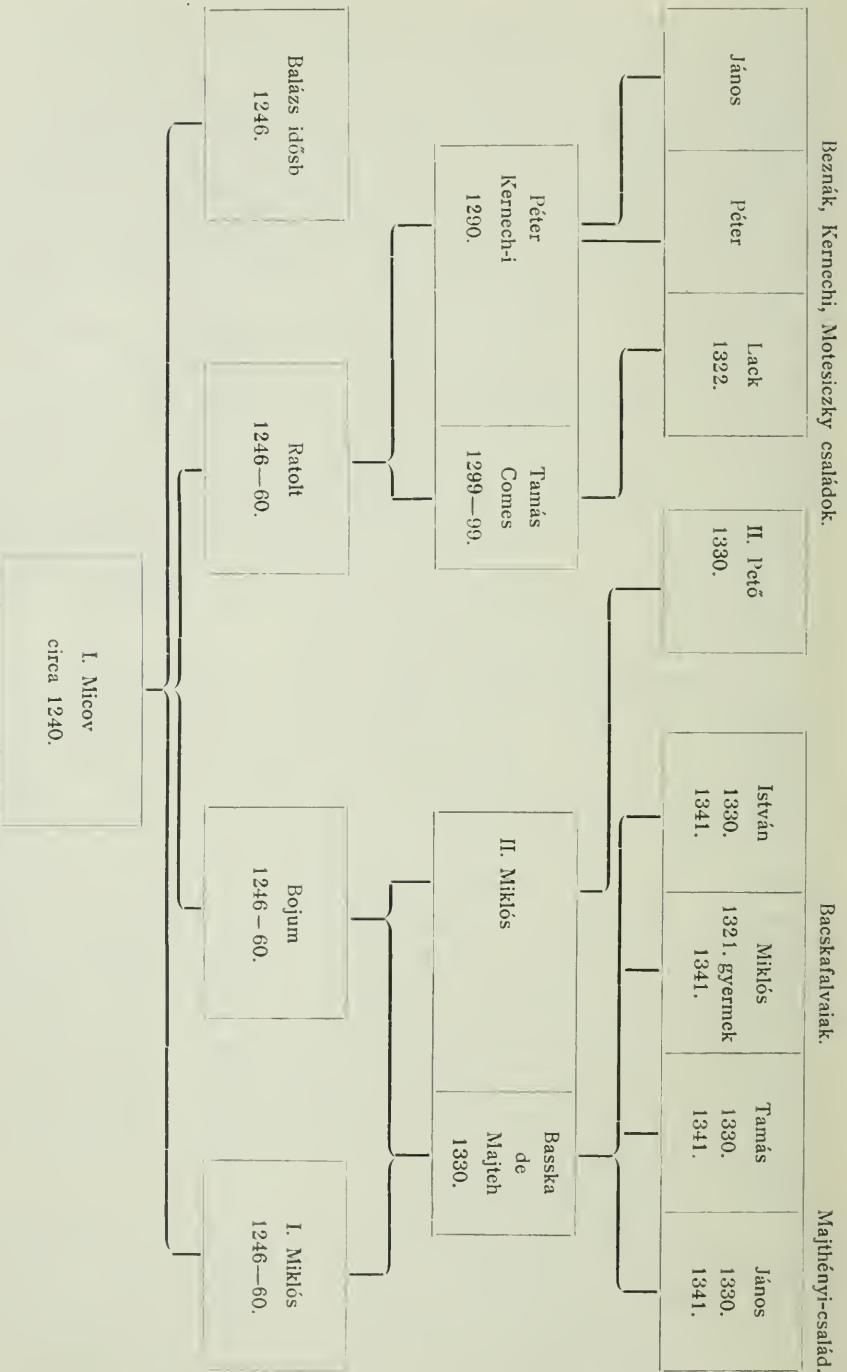 Beznák, Kernechi, Motesiczky családok.
Bacskafalvaiak.
Majthényi-család.
János
Péter
Lack
1322.
II. Pető
1330.
István
1330.
1341.
Miklós
1321. gyermek
1341.
Tamás
1330.
1341.
János
1330.
1341.
Péter
Kernech-i
1290.
Tamás
Comes
1299—99.
II. Miklós
Basska
de
Majteh
1330.
Balázs idősb
1246.
Ratolt
1246—60.
Bojum
1246—60.
I. Miklós
1246—60.
I. Micov
circa 1240.